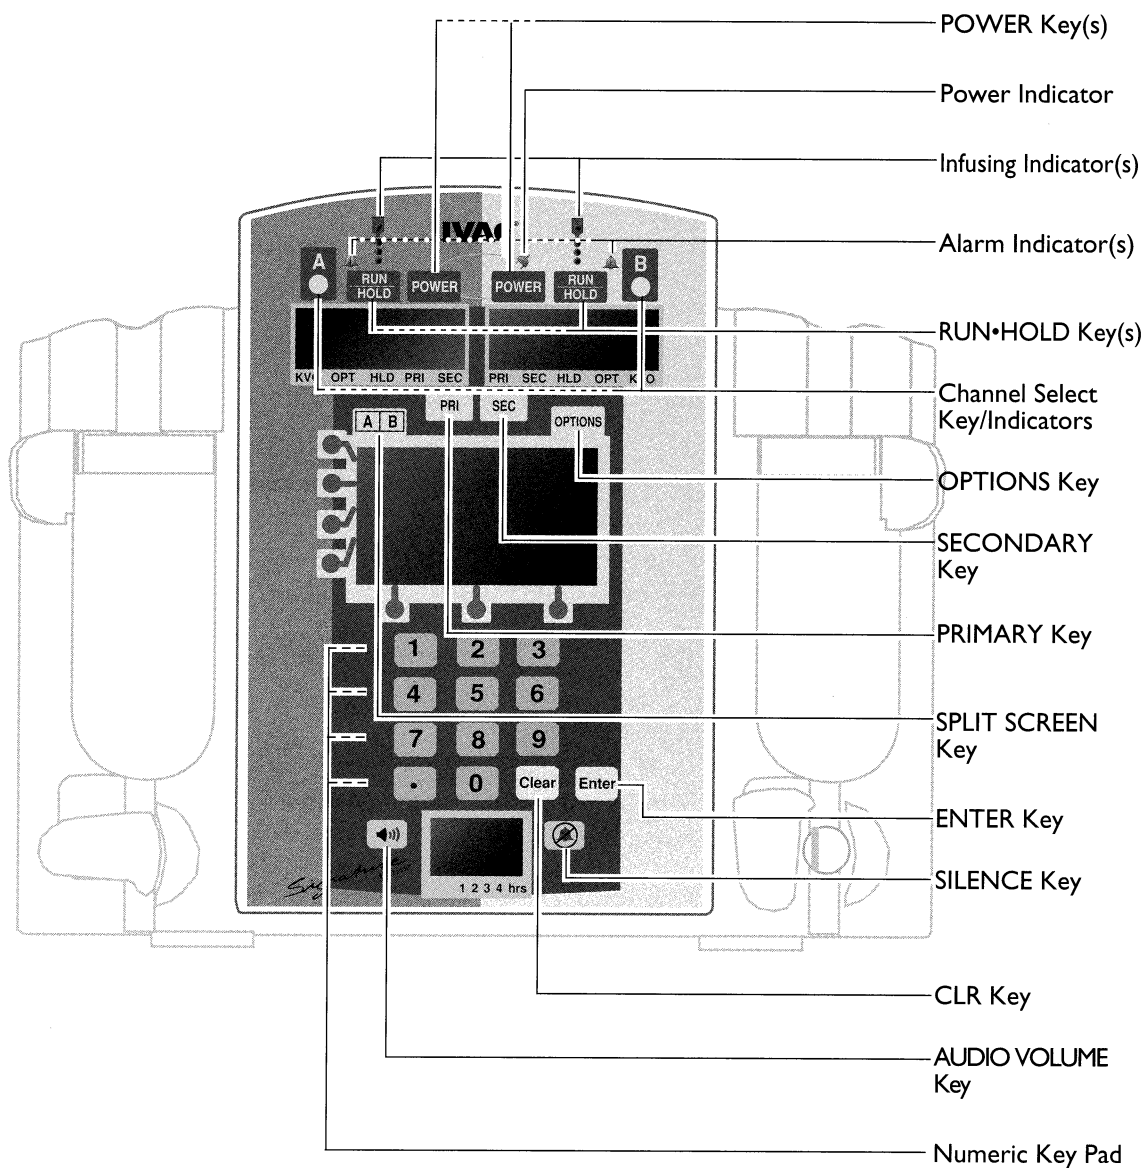 POWER Key(s)
Power Indicator
Infusing Indicator(s)
Alarm Indicator(s)
A
B
RUN
HOLD
POWER
POWER
RUN
HOLD
RUN•HOLD Key(s)
OPT HLD PRI SEC
PRI SEC HLD OPT
Channel Select
Key/Indicators
A B
PRI
SEC
OPTIONS
OPTIONS Key
SECONDARY
Key
PRIMARY Key
1 2 3
4 5 6
7 8 9
. 0 Clear Enter
SPLIT SCREEN
Key
ENTER Key
Signature
1 2 3 4 hrs
SILENCE Key
CLR Key
AUDIO VOLUME
Key
Numeric Key Pad